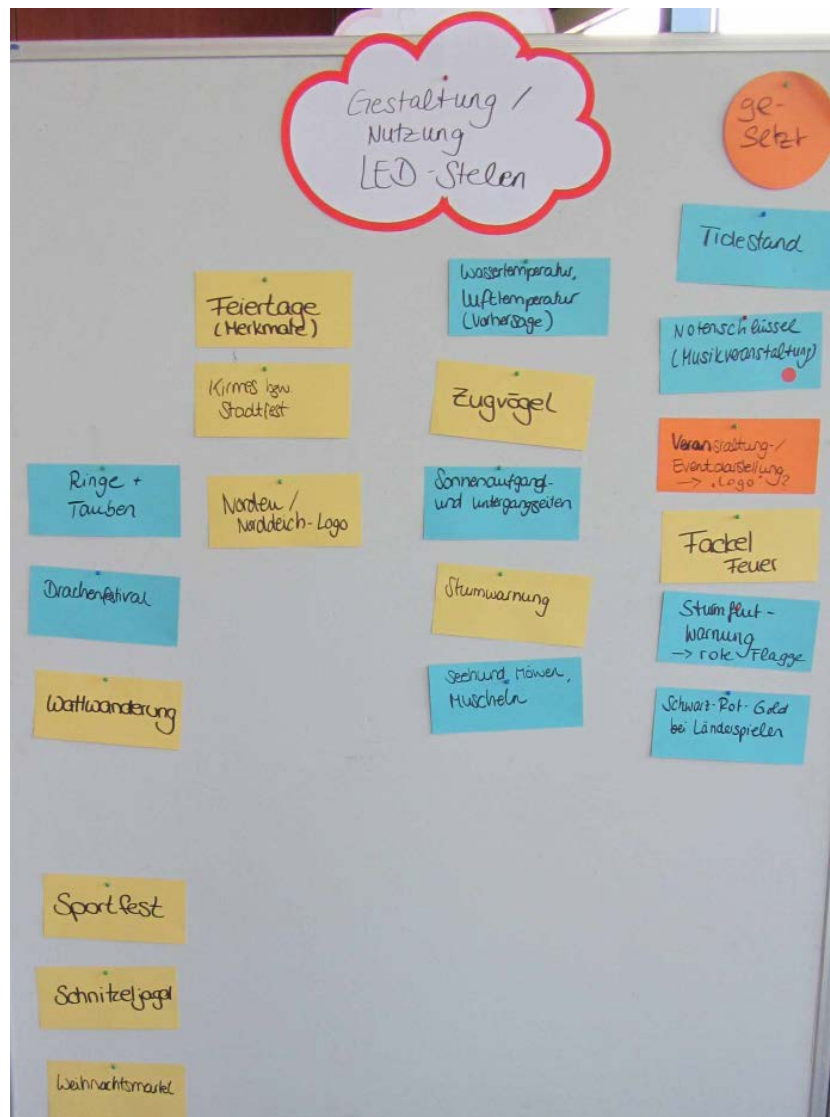 Gestaltung /
Nutzung
LED-Stelen
ge-
setzt
Ringe +
Tauben
Drachenfestival
Wattwanderung
Sportfest
Schnitzeljagd
Weihnachtsmarkt
Feiertage
(Merkmale)
Kirmes bzw.
Stadtfest
Norden /
Norddeich-Logo
Wassertemperatur,
Lufttemperatur
(Vorhersage)
Zugvögel
Sonnenaufgang-
und untergangszeiten
Sturmwarnung
Seehund, Möwen,
Muscheln
Tidestand
Notenschlüssel
(Musikveranstaltung)
Veranstaltung-/
Eventdarstellung
-> "Logo"?
Fackel
Feuer
Sturmflut-
warnung
-> rote Flagge
Schwarz-Rot-Gold
bei Länderspielen